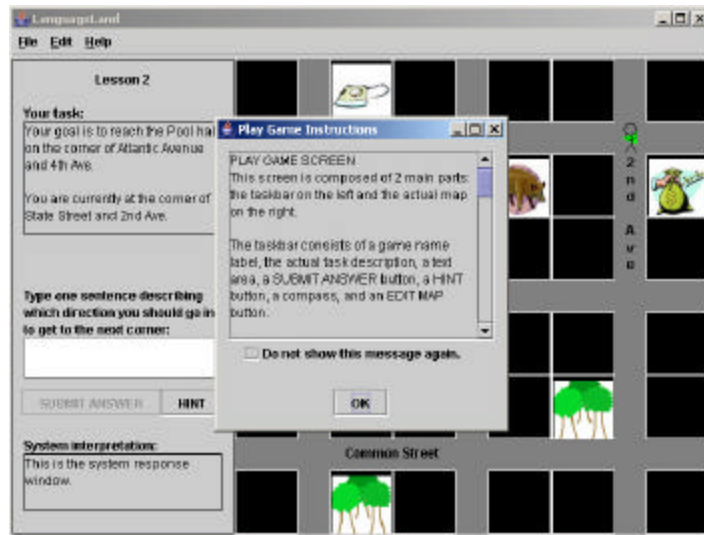 LanguageLand
File Edit Help
Lesson 2
Your task:
Your goal is to reach the Pool hal
on the corner of Atlantic Avenue
and 4th Ave.
You are currently at the corner of
State Street and 2nd Ave.
Type one sentence describing
which direction you should go in
to get to the next corner:
SUBMIT ANSWER HINT
System interpretation:
This is the system response
window.
Play Game Instructions
PLAY GAME SCREEN
This screen is composed of 2 main parts:
the taskbar on the left and the actual map
on the right.
The taskbar consists of a game name
label, the actual task description, a text
area, a SUBMIT ANSWER button, a HINT
button, a compass, and an EDIT MAP
button.
Do not show this message again.
OK
2nd Ave
Common Street